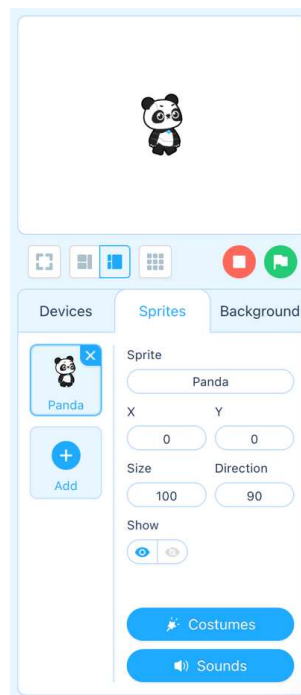 Devices Sprites Background
Sprite
Panda
Panda
X Y
0 0
Add
Size Direction
100 90
Show
Costumes
Sounds